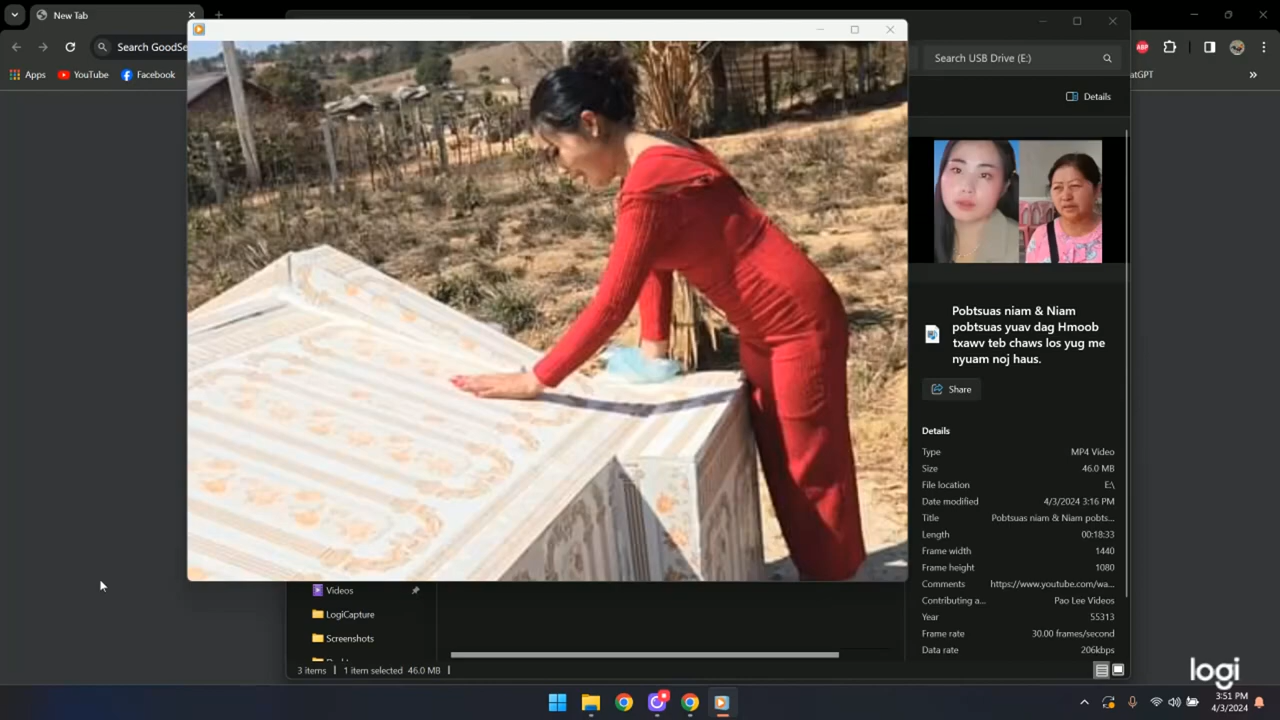 New Tab
Search GoodSe
Apps
YouTube
Facebook
atGPT
Search USB Drive (E:)
Details
Pobtsuas niam & Niam
pobtsuas yuav dag Hmoob
txawv teb chaws los yug me
nyuam noj haus.
Share
Details
Type MP4 Video
Size 46.0 MB
File location E:\
Date modified 4/3/2024 3:16 PM
Title Pobtsuas niam & Niam pobts...
Length 00:18:33
Frame width 1440
Frame height 1080
Comments https://www.youtube.com/wa...
Contributing a... Pao Lee Videos
Year 55313
Frame rate 30.00 frames/second
Data rate 206kbps
Videos
LogiCapture
Screenshots
3 items
1 item selected 46.0 MB
logi
3:51 PM
4/3/2024